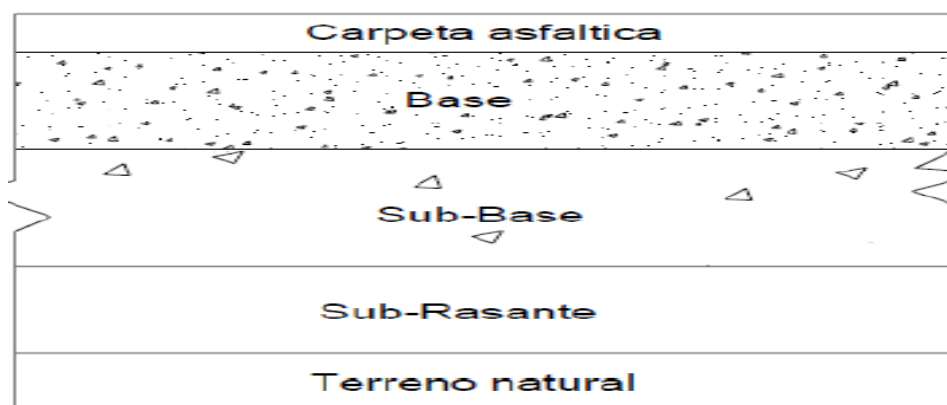 Carpeta asfaltica
Base
Sub-Base
Sub-Rasante
Terreno natural